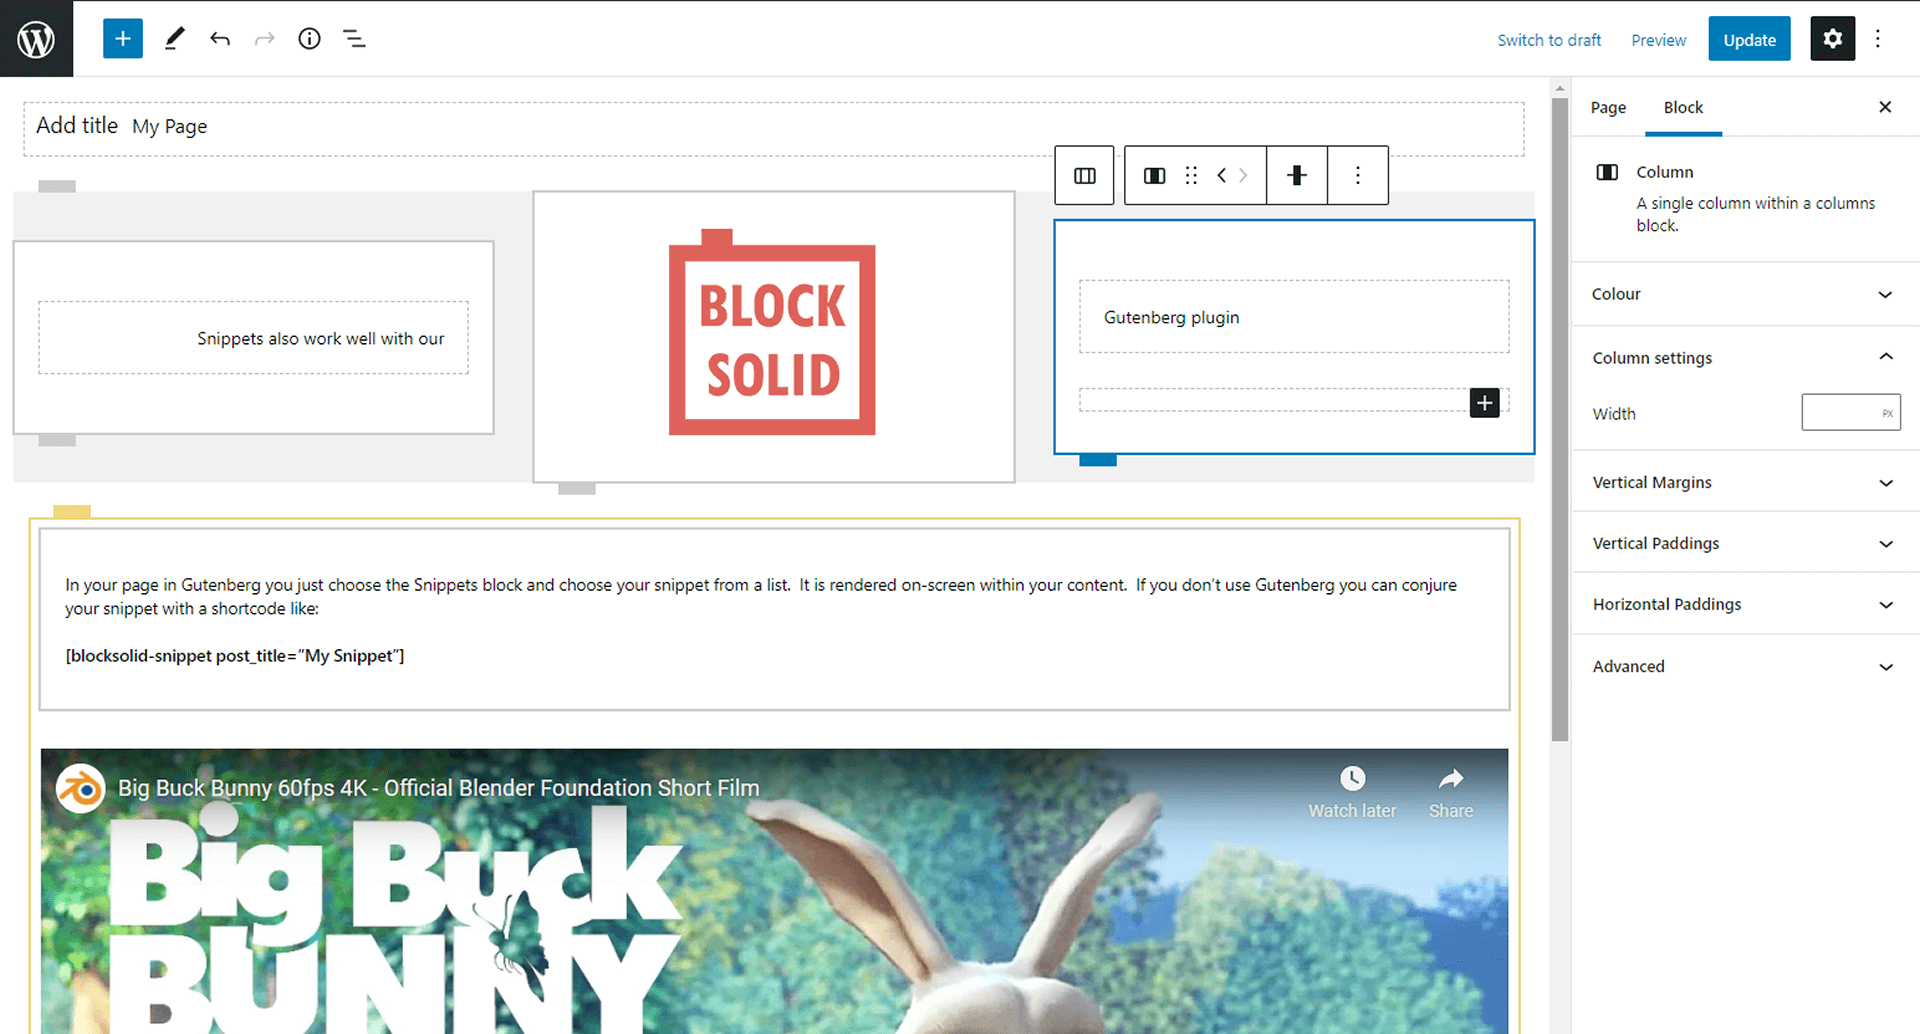 Switch to draft
Preview
Update
Add title My Page
Page
Block
Column
A single column within a columns
block.
Colour
Column settings
Width
PX
Vertical Margins
Vertical Paddings
Horizontal Paddings
Advanced
Snippets also work well with our
BLOCK
SOLID
Gutenberg plugin
In your page in Gutenberg you just choose the Snippets block and choose your snippet from a list.  It is rendered on-screen within your content.  If you don’t use Gutenberg you can conjure
your snippet with a shortcode like:
[blocksolid-snippet post_title=”My Snippet”]
Big Buck Bunny 60fps 4K - Official Blender Foundation Short Film
Watch later
Share
Big Buck
BUNNY